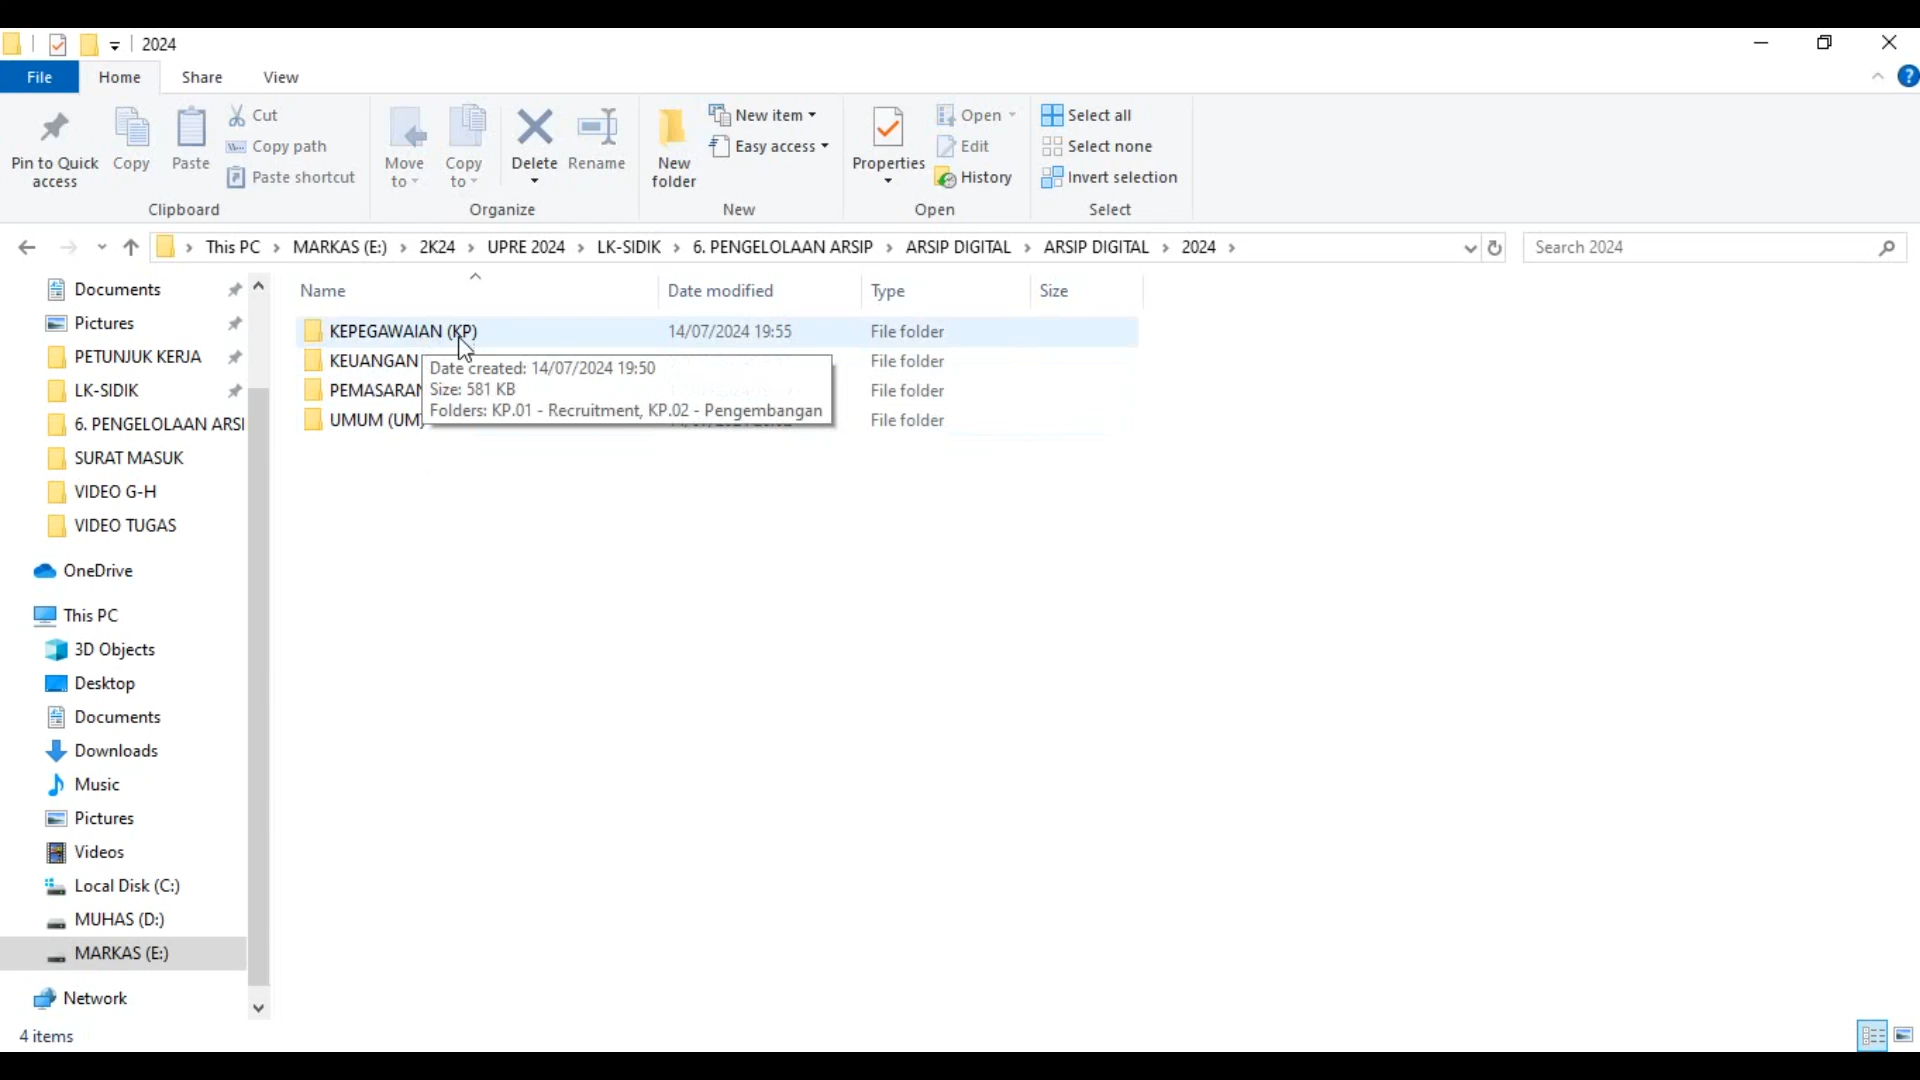 2024
File Home Share View
Pin to Quick access
Copy
Paste
Cut
Copy path
Paste shortcut
Clipboard
Move to
Copy to
Delete
Rename
Organize
New folder
New item
Easy access
New
Properties
Open
Edit
History
Open
Select all
Select none
Invert selection
Select
This PC > MARKAS (E:) > 2K24 > UPRE 2024 > LK-SIDIK > 6. PENGELOLAAN ARSIP > ARSIP DIGITAL > ARSIP DIGITAL > 2024 >
Search 2024
Documents
Pictures
PETUNJUK KERJA
LK-SIDIK
6. PENGELOLAAN ARSI
SURAT MASUK
VIDEO G-H
VIDEO TUGAS
OneDrive
This PC
3D Objects
Desktop
Documents
Downloads
Music
Pictures
Videos
Local Disk (C:)
MUHAS (D:)
MARKAS (E:)
Network
4 items
Name Date modified Type Size
KEPEGAWAIAN (KP) 14/07/2024 19:55 File folder
KEUANGAN File folder
PEMASARAN File folder
UMUM (UM) File folder
Date created: 14/07/2024 19:50
Size: 581 KB
Folders: KP.01 - Recruitment, KP.02 - Pengembangan